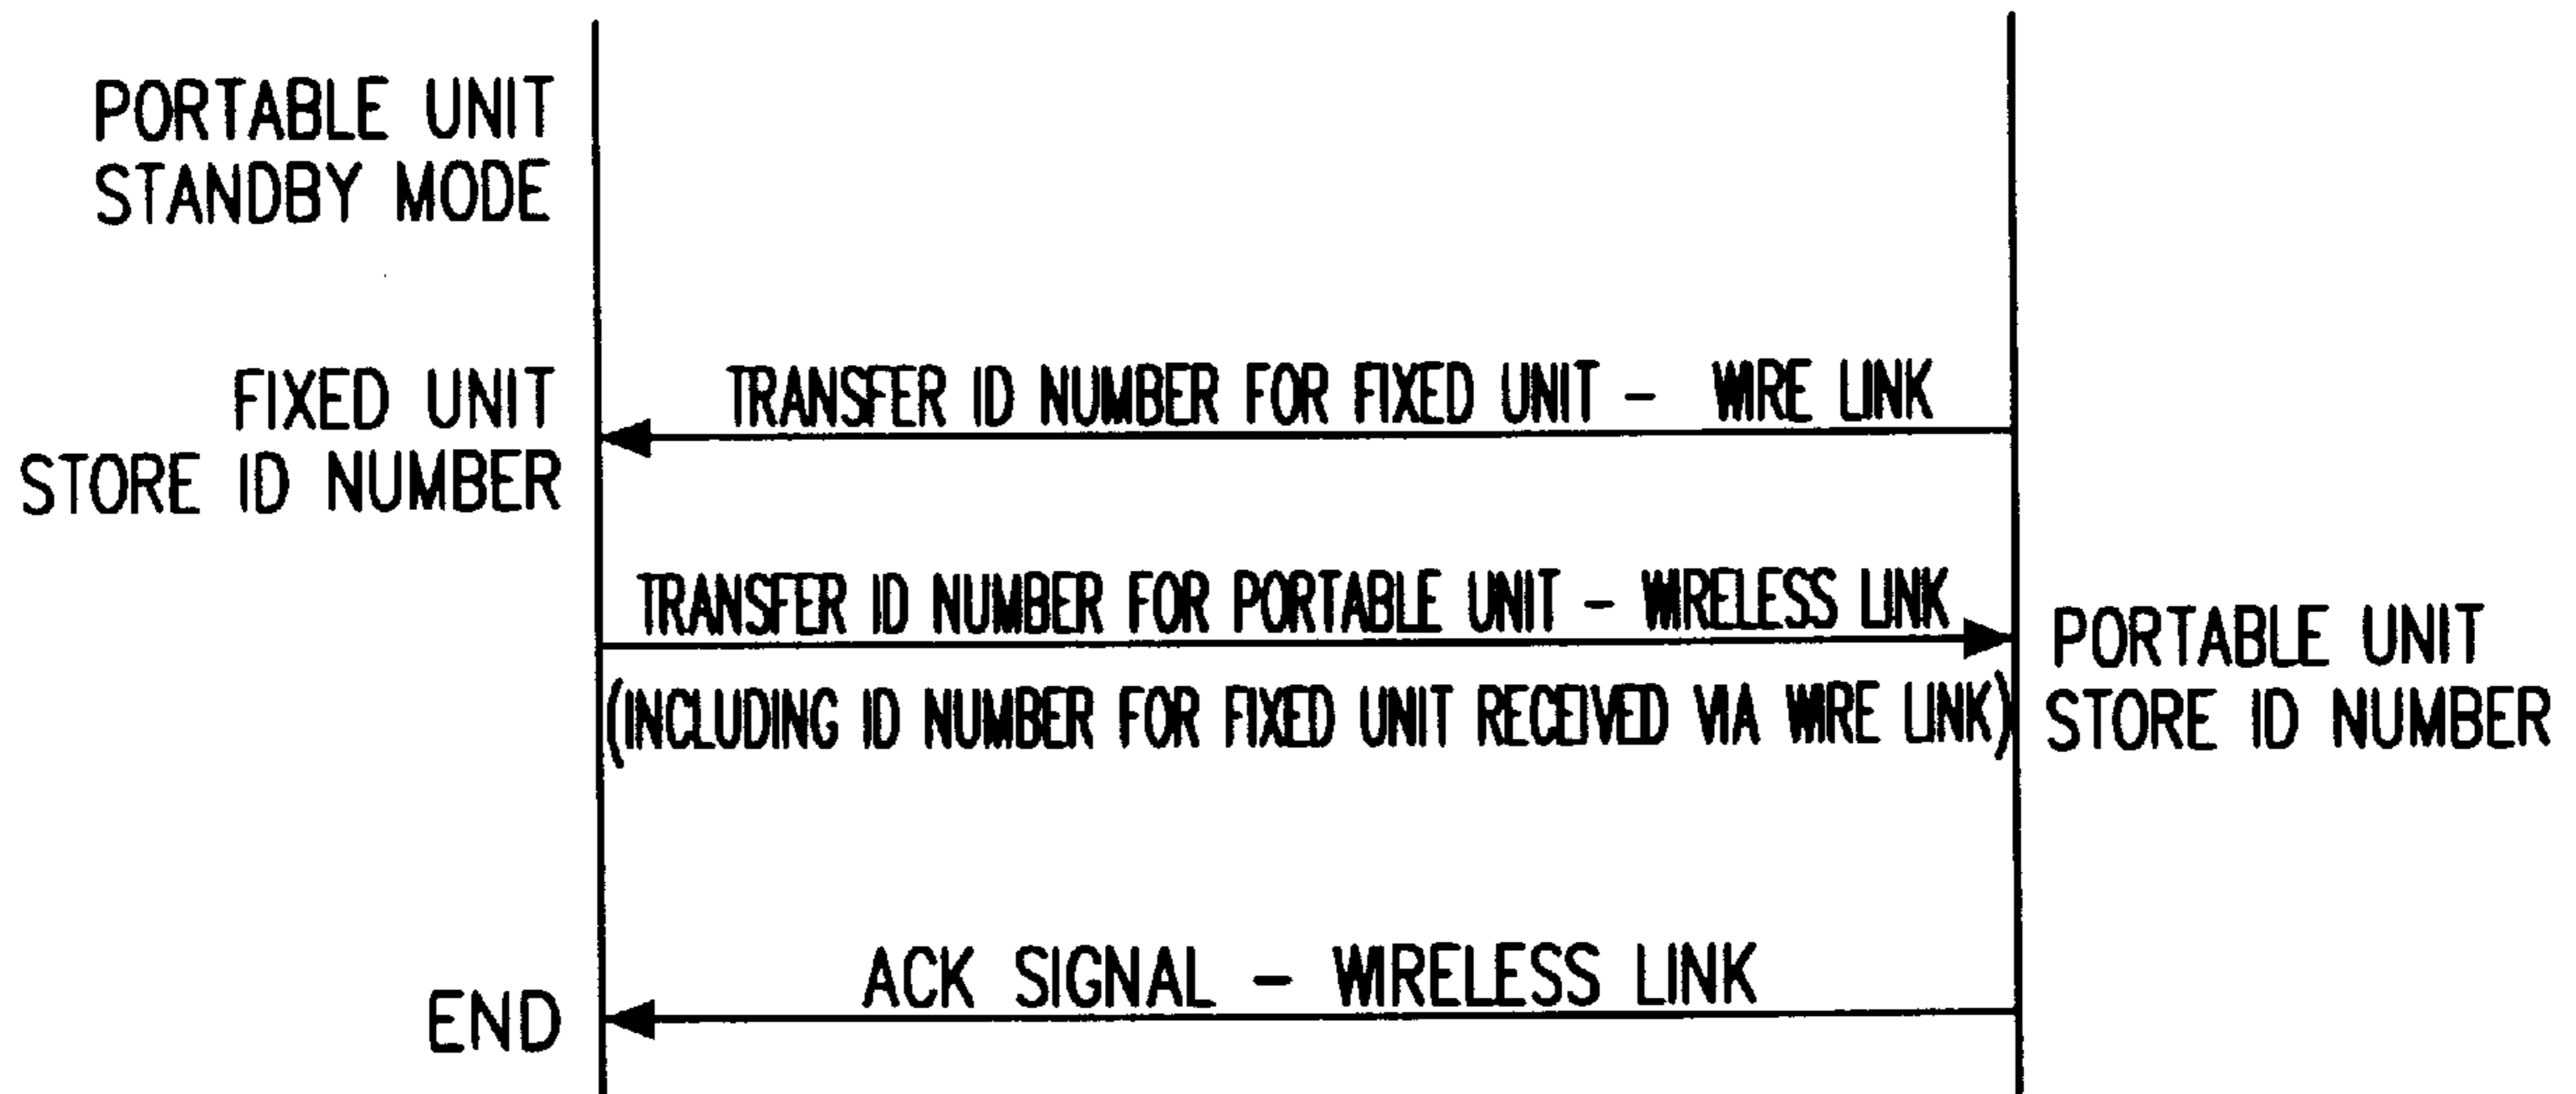 PORTABLE UNIT
STANDBY MODE
FIXED UNIT
STORE ID NUMBER
TRANSFER ID NUMBER FOR FIXED UNIT - WIRE LINK
TRANSFER ID NUMBER FOR PORTABLE UNIT - WIRELESS LINK
(INCLUDING ID NUMBER FOR FIXED UNIT RECEIVED VIA WIRE LINK)
PORTABLE UNIT
STORE ID NUMBER
END
ACK SIGNAL - WIRELESS LINK